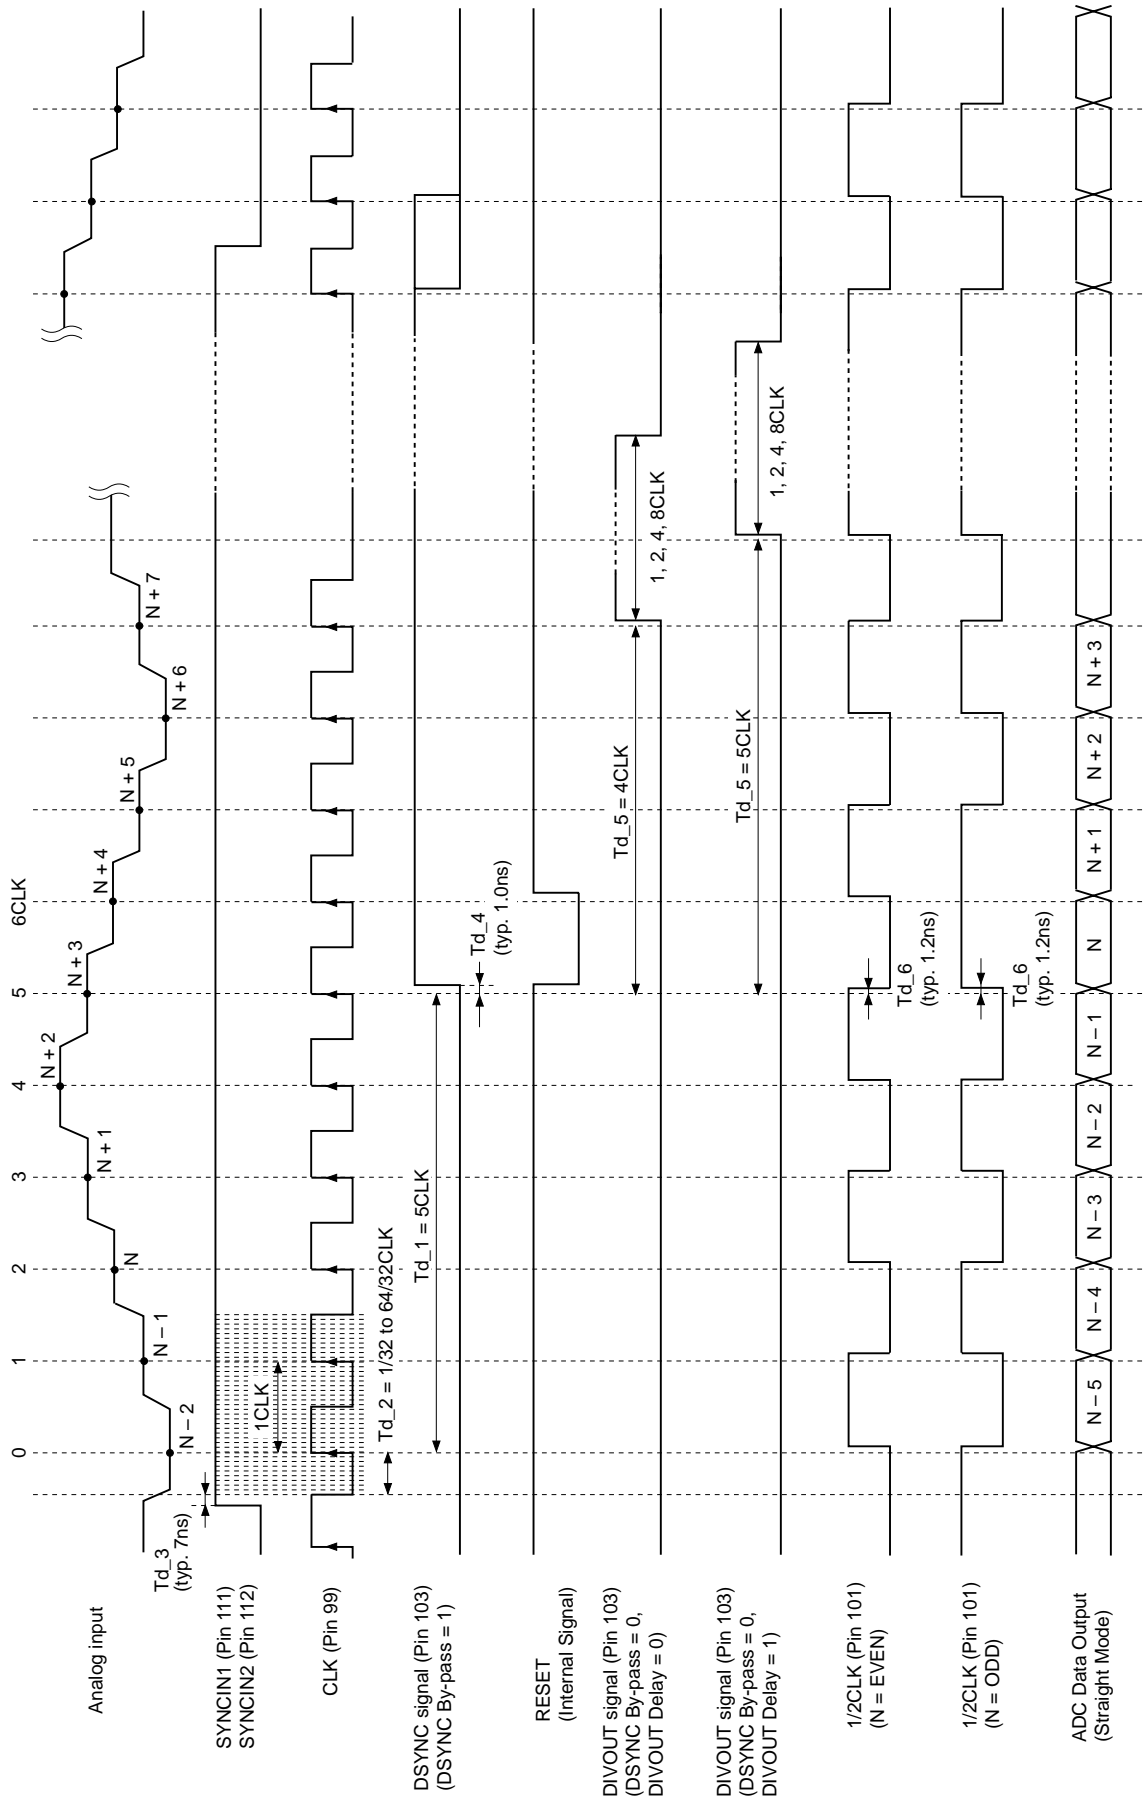 0
1
2
3
4
5
6CLK
Analog input
Td_3
(typ. 7ns)
N – 2
N – 1
N
N + 1
N + 2
N + 3
N + 4
N + 5
N + 6
N + 7
SYNCIN1 (Pin 111)
SYNCIN2 (Pin 112)
1CLK
CLK (Pin 99)
Td_2 = 1/32 to 64/32CLK
DSYNC signal (Pin 103)
(DSYNC By-pass = 1)
Td_1 = 5CLK
Td_4
(typ. 1.0ns)
RESET
(Internal Signal)
DIVOUT signal (Pin 103)
(DSYNC By-pass = 0,
DIVOUT Delay = 0)
Td_5 = 4CLK
1, 2, 4, 8CLK
DIVOUT signal (Pin 103)
(DSYNC By-pass = 0,
DIVOUT Delay = 1)
Td_5 = 5CLK
1, 2, 4, 8CLK
1/2CLK (Pin 101)
(N = EVEN)
Td_6
(typ. 1.2ns)
1/2CLK (Pin 101)
(N = ODD)
Td_6
(typ. 1.2ns)
ADC Data Output
(Straight Mode)
N – 5
N – 4
N – 3
N – 2
N – 1
N
N + 1
N + 2
N + 3